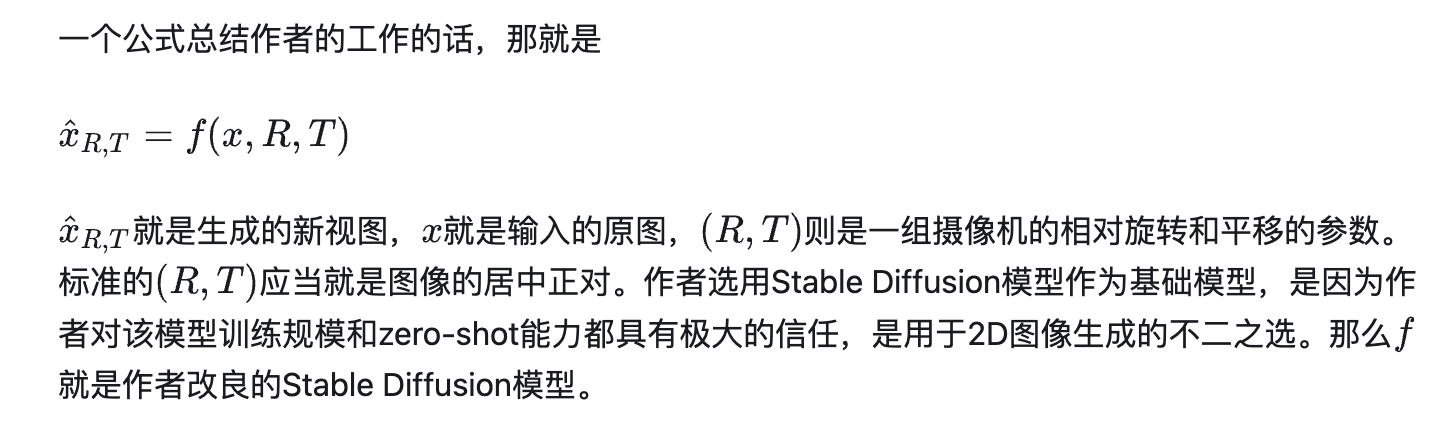 一个公式总结作者的工作的话，那就是
$\hat{x}_{R,T} = f(x, R, T)$
$\hat{x}_{R,T}$就是生成的新视图，$x$就是输入的原图，$(R, T)$则是一组摄像机的相对旋转和平移的参数。
标准的$(R, T)$应当就是图像的居中正对。作者选用Stable Diffusion模型作为基础模型，是因为作
者对该模型训练规模和zero-shot能力都具有极大的信任，是用于2D图像生成的不二之选。那么$f$
就是作者改良的Stable Diffusion模型。